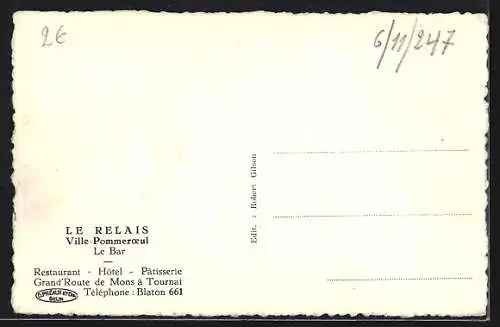 2€
6/11/247
Edit. : Robert Gilson
LE RELAIS
Ville-Pommerœul
Le Bar
Restaurant - Hôtel - Pâtisserie
Grand'Route de Mons à Tournai
Téléphone : Blaton 661